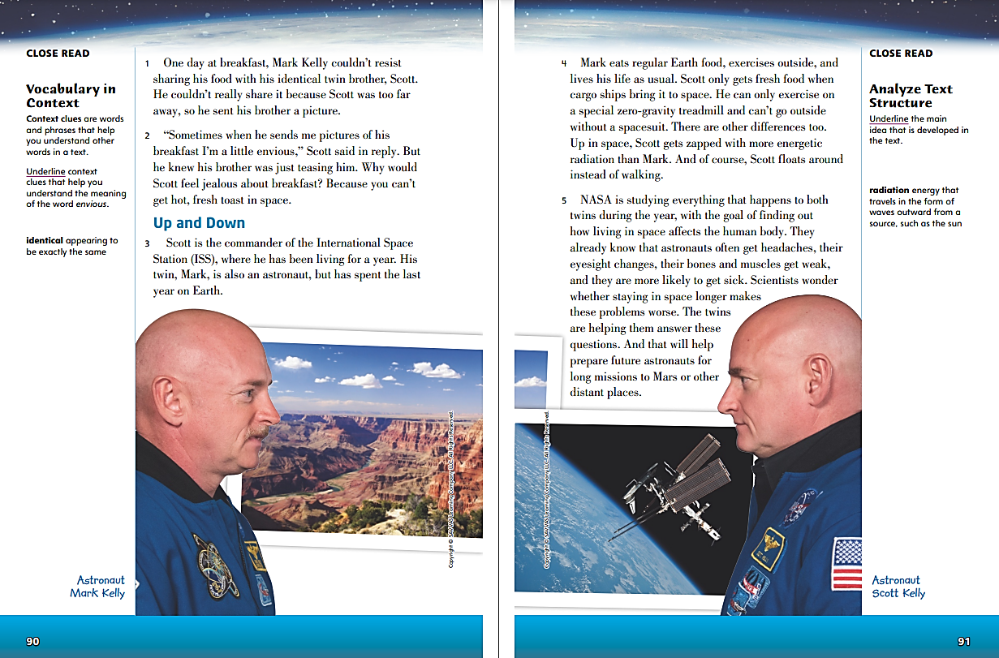 CLOSE READ
Vocabulary in
Context
Context clues are words
and phrases that help
you understand other
words in a text.
Underline context
clues that help you
understand the meaning
of the word envious.
identical appearing to
be exactly the same
1 One day at breakfast, Mark Kelly couldn’t resist
sharing his food with his identical twin brother, Scott.
He couldn’t really share it because Scott was too far
away, so he sent his brother a picture.
2 “Sometimes when he sends me pictures of his
breakfast I’m a little envious,” Scott said in reply. But
he knew his brother was just teasing him. Why would
Scott feel jealous about breakfast? Because you can’t
get hot, fresh toast in space.
Up and Down
3 Scott is the commander of the International Space
Station (ISS), where he has been living for a year. His
twin, Mark, is also an astronaut, but has spent the last
year on Earth.
Copyright © SAVVAS Learning Company LLC. All Rights Reserved.
Astronaut
Mark Kelly
90
4 Mark eats regular Earth food, exercises outside, and
lives his life as usual. Scott only gets fresh food when
cargo ships bring it to space. He can only exercise on
a special zero-gravity treadmill and can’t go outside
without a spacesuit. There are other differences too.
Up in space, Scott gets zapped with more energetic
radiation than Mark. And of course, Scott floats around
instead of walking.
5 NASA is studying everything that happens to both
twins during the year, with the goal of finding out
how living in space affects the human body. They
already know that astronauts often get headaches, their
eyesight changes, their bones and muscles get weak,
and they are more likely to get sick. Scientists wonder
whether staying in space longer makes
these problems worse. The twins
are helping them answer these
questions. And that will help
prepare future astronauts for
long missions to Mars or other
distant places.
Copyright © SAVVAS Learning Company LLC. All Rights Reserved.
CLOSE READ
Analyze Text
Structure
Underline the main
idea that is developed in
the text.
radiation energy that
travels in the form of
waves outward from a
source, such as the sun
Astronaut
Scott Kelly
91